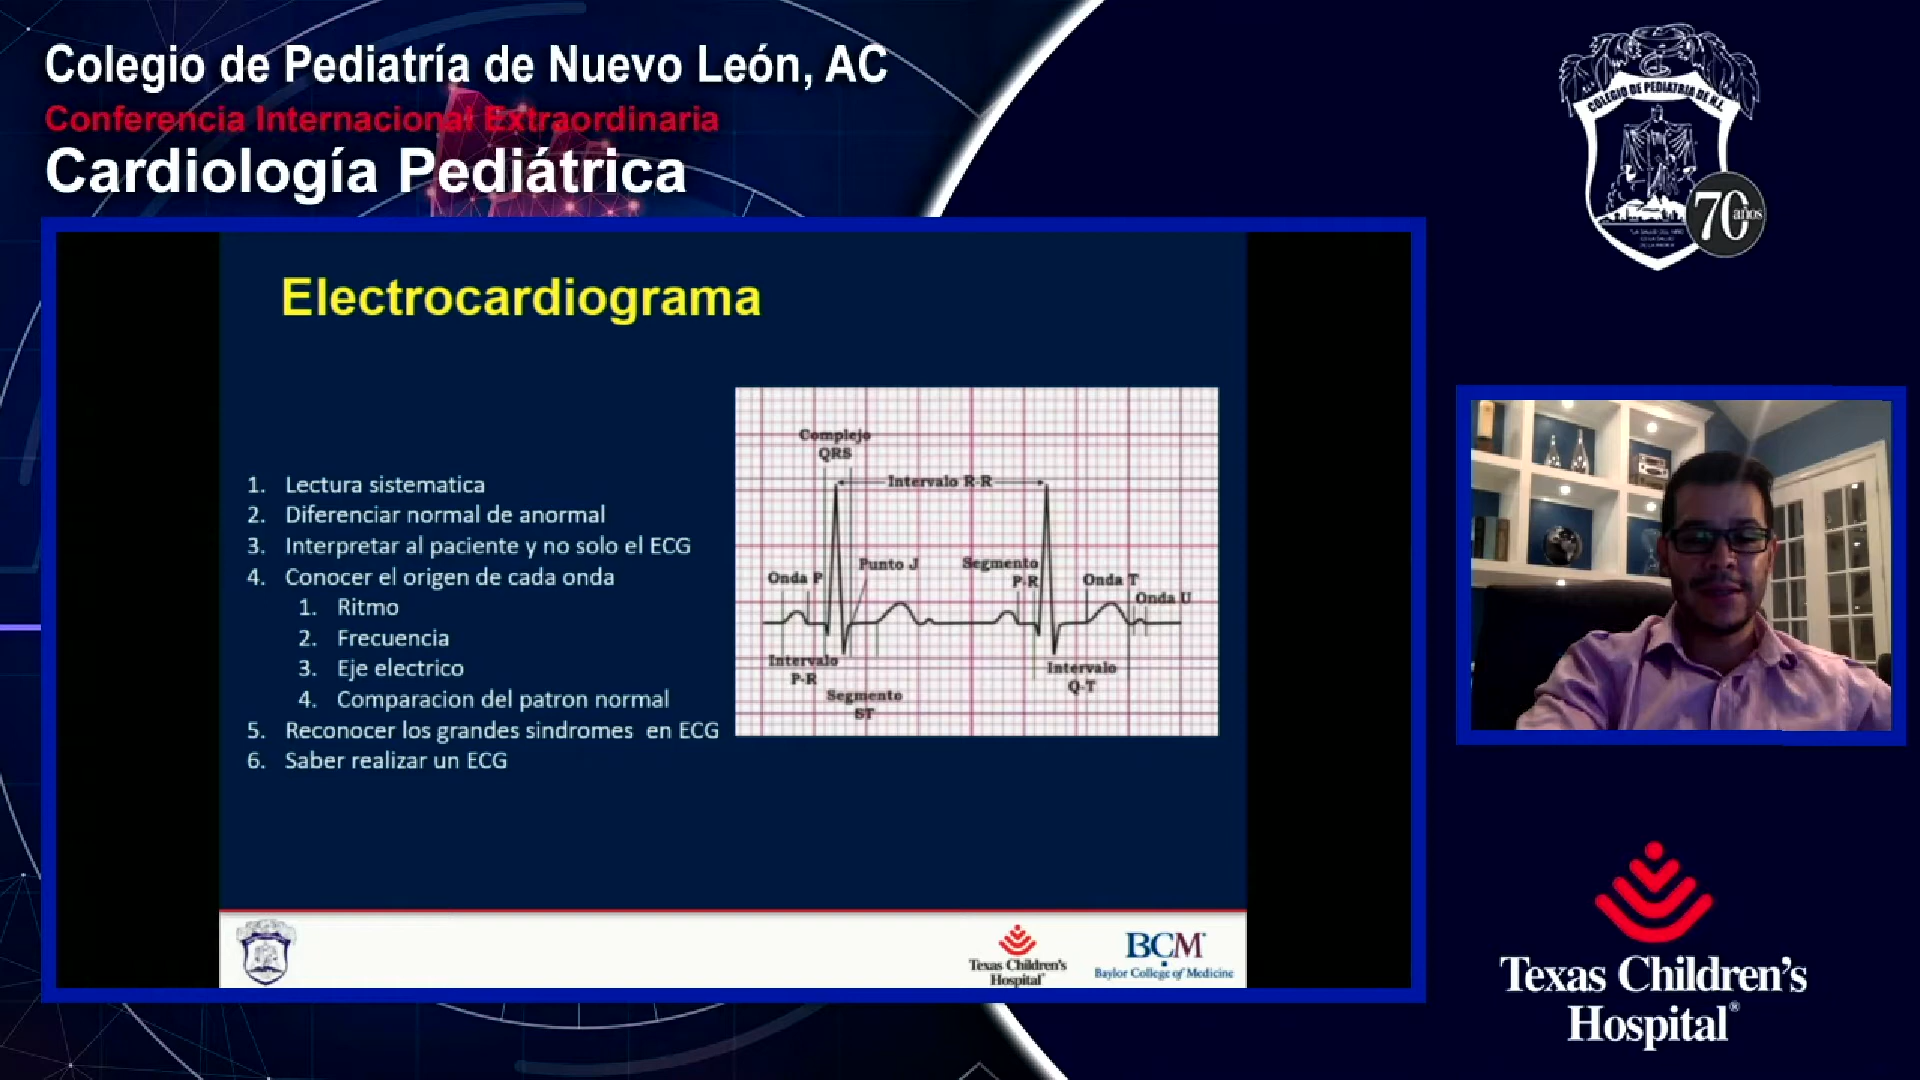 Colegio de Pediatría de Nuevo León, AC
Conferencia Internacional Extraordinaria
Cardiología Pediátrica
COLEGIO DE PEDIATRIA DE N.L.
70 años
Electrocardiograma
1. Lectura sistematica
2. Diferenciar normal de anormal
3. Interpretar al paciente y no solo el ECG
4. Conocer el origen de cada onda
1. Ritmo
2. Frecuencia
3. Eje electrico
4. Comparacion del patron normal
5. Reconocer los grandes sindromes en ECG
6. Saber realizar un ECG
Complejo
QRS
Intervalo R-R
Onda P
Punto J
Segmento
P-R
Onda T
Onda U
Intervalo
P-R
Segmento
ST
Intervalo
Q-T
Texas Children's
Hospital
BCM
Baylor College of Medicine
Texas Children's
Hospital®